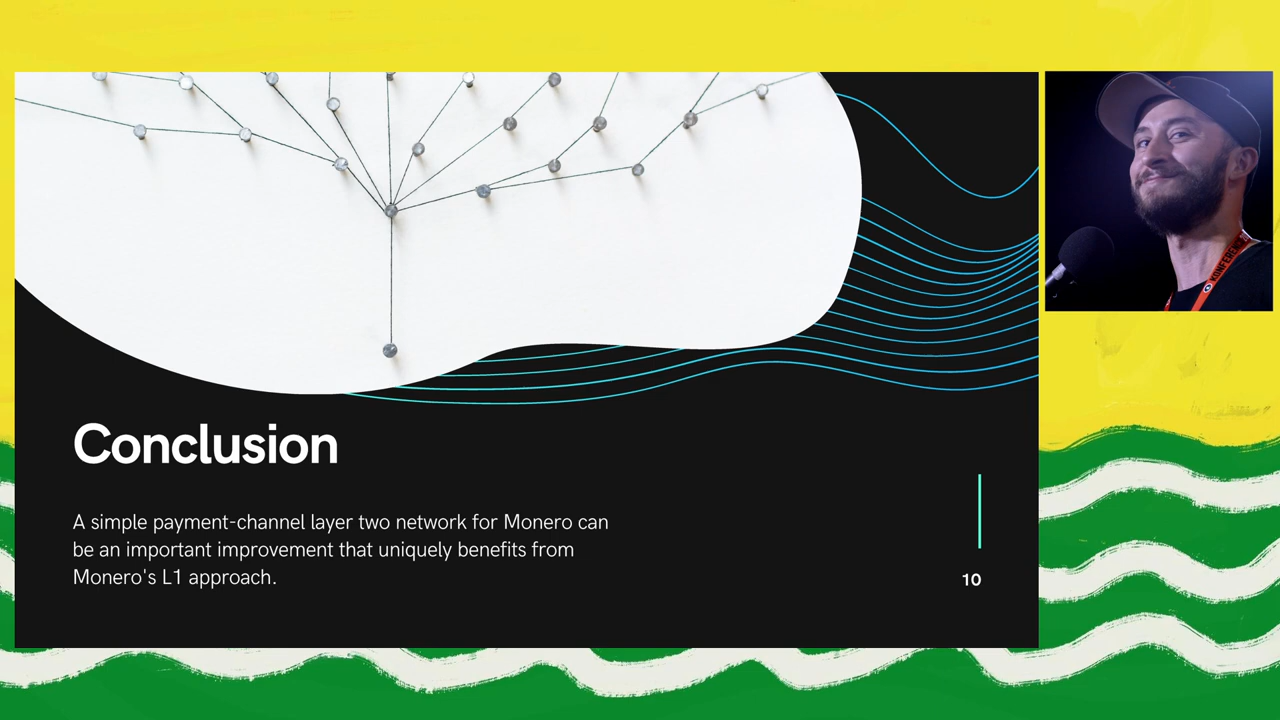 Conclusion
A simple payment-channel layer two network for Monero can
be an important improvement that uniquely benefits from
Monero's L1 approach.
10